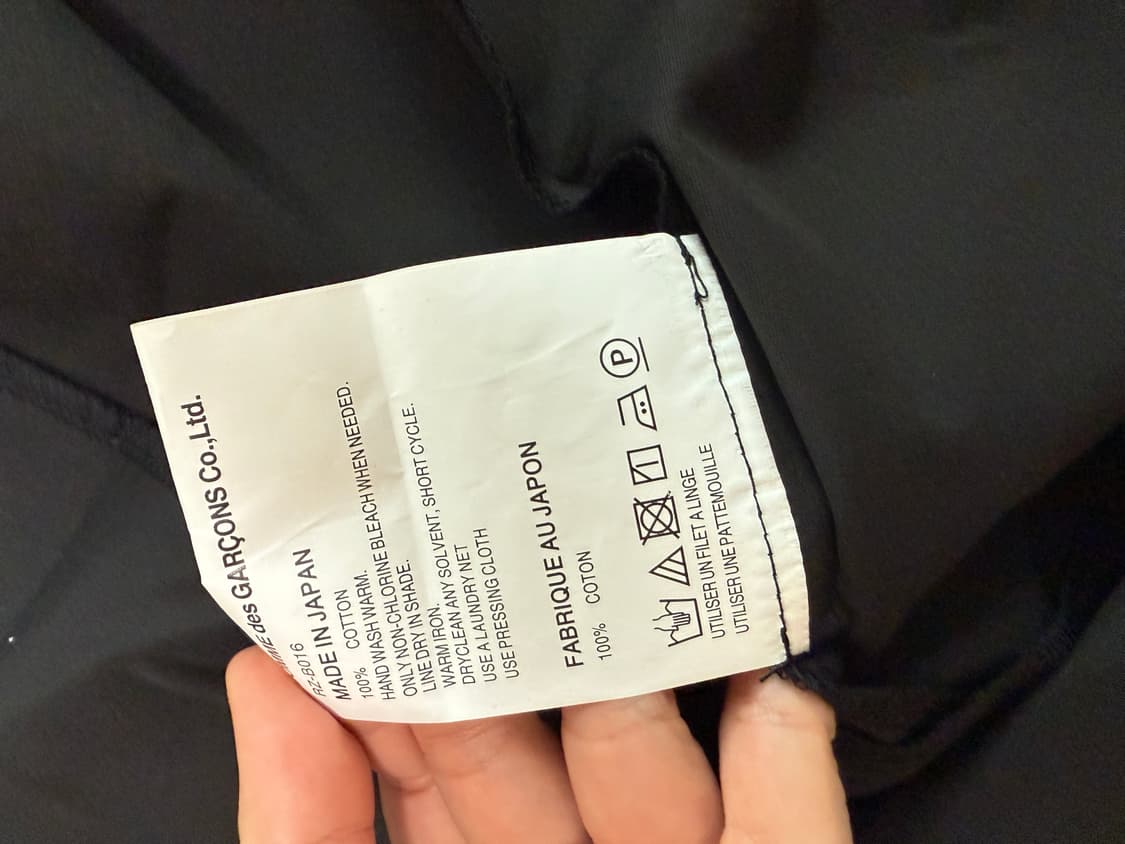 des GARÇONS Co.,Ltd.
RZ-B016
MADE IN JAPAN
100% COTTON
HAND WASH WARM.
ONLY NON-CHLORINE BLEACH WHEN NEEDED.
LINE DRY IN SHADE.
WARM IRON.
DRYCLEAN ANY SOLVENT, SHORT CYCLE.
USE A LAUNDRY NET
USE PRESSING CLOTH
FABRIQUE AU JAPON
100% COTON
P
UTILISER UN FILET A LINGE
UTILISER UNE PATTEMOUILLE